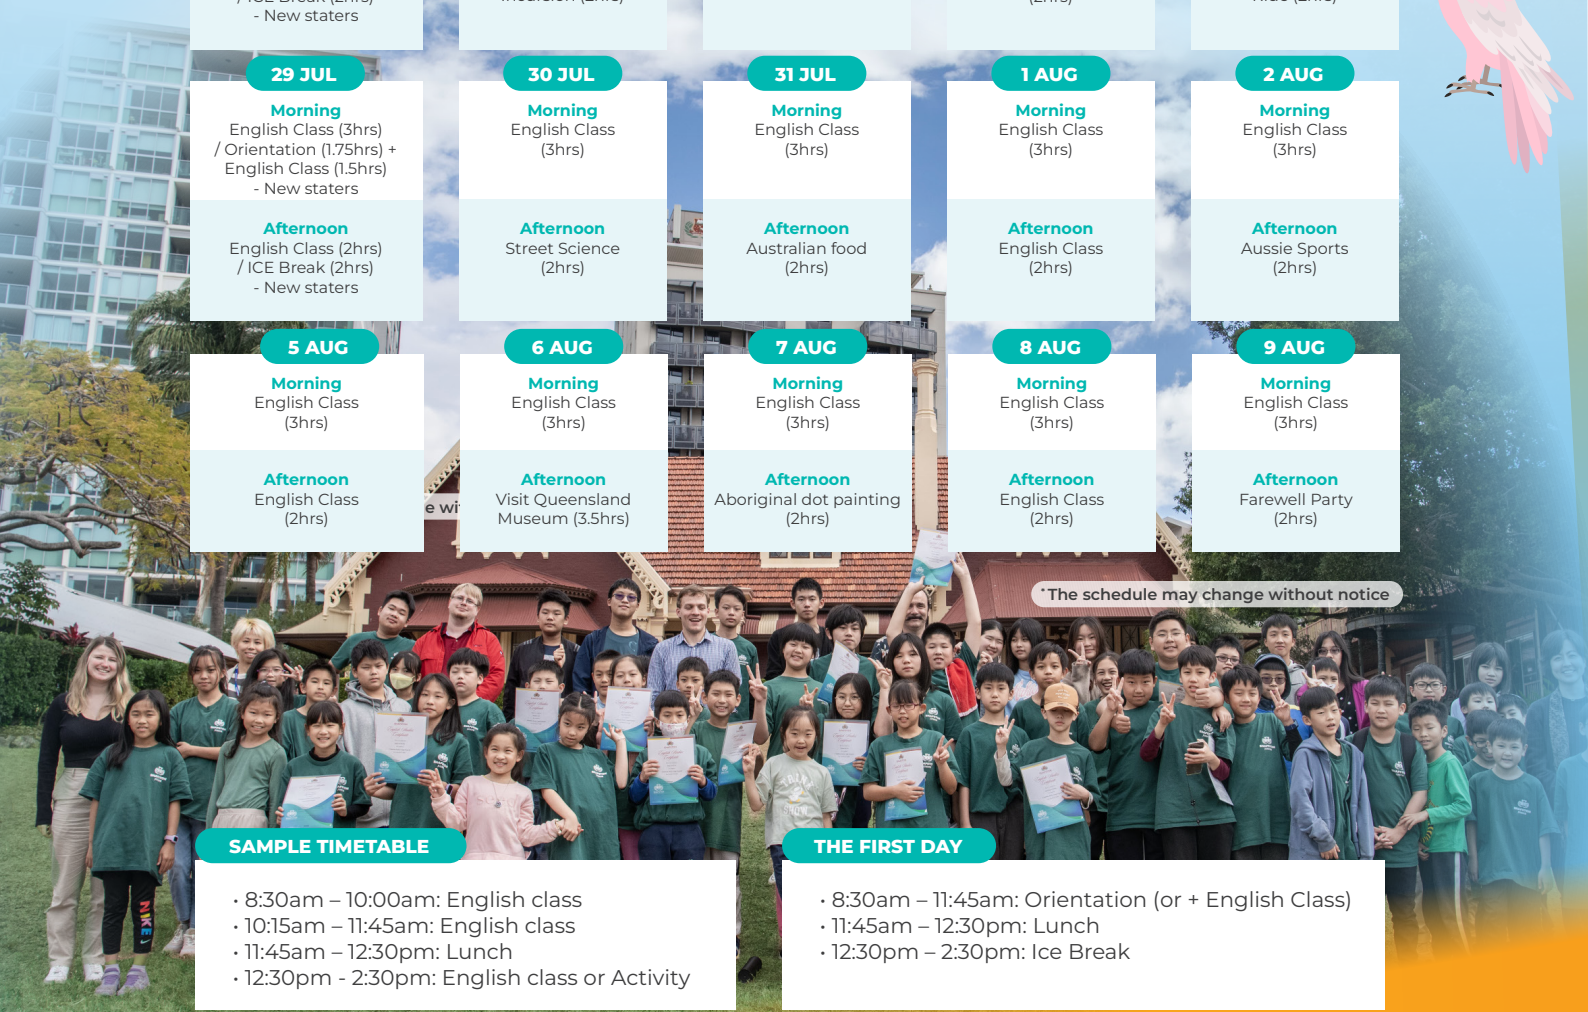 / ICE Break (2hrs)
- New staters
(2hrs)
29 JUL
Morning
English Class (3hrs)
/ Orientation (1.75hrs) +
English Class (1.5hrs)
- New staters
Afternoon
English Class (2hrs)
/ ICE Break (2hrs)
- New staters
30 JUL
Morning
English Class
(3hrs)
Afternoon
Street Science
(2hrs)
31 JUL
Morning
English Class
(3hrs)
Afternoon
Australian food
(2hrs)
1 AUG
Morning
English Class
(3hrs)
Afternoon
English Class
(2hrs)
2 AUG
Morning
English Class
(3hrs)
Afternoon
Aussie Sports
(2hrs)
5 AUG
Morning
English Class
(3hrs)
Afternoon
English Class
(2hrs)
6 AUG
Morning
English Class
(3hrs)
Afternoon
Visit Queensland
Museum (3.5hrs)
7 AUG
Morning
English Class
(3hrs)
Afternoon
Aboriginal dot painting
(2hrs)
8 AUG
Morning
English Class
(3hrs)
Afternoon
English Class
(2hrs)
9 AUG
Morning
English Class
(3hrs)
Afternoon
Farewell Party
(2hrs)
*The schedule may change without notice
SAMPLE TIMETABLE
• 8:30am – 10:00am: English class
• 10:15am – 11:45am: English class
• 11:45am – 12:30pm: Lunch
• 12:30pm - 2:30pm: English class or Activity
THE FIRST DAY
• 8:30am – 11:45am: Orientation (or + English Class)
• 11:45am – 12:30pm: Lunch
• 12:30pm – 2:30pm: Ice Break
NIKE